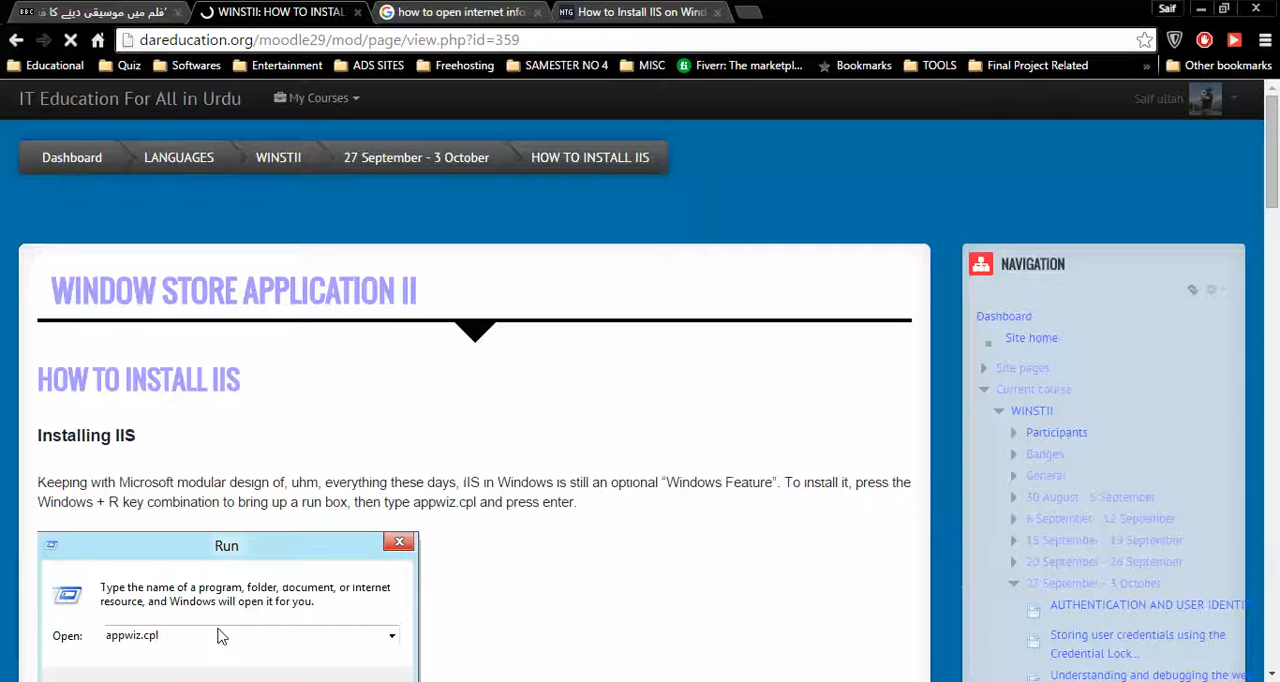 فلم میں موسیقی دینے کا ف'
WINSTII: HOW TO INSTAL
how to open internet info
How to Install IIS on Wind
Saif
dareducation.org/moodle29/mod/page/view.php?id=359
Educational
Quiz
Softwares
Entertainment
ADS SITES
Freehosting
SAMESTER NO 4
MISC
Fiverr: The marketpl...
Bookmarks
TOOLS
Final Project Related
»
Other bookmarks
IT Education For All in Urdu
My Courses
Saif ullah
Dashboard
LANGUAGES
WINSTII
27 September - 3 October
HOW TO INSTALL IIS
WINDOW STORE APPLICATION II
HOW TO INSTALL IIS
Installing IIS
Keeping with Microsoft modular design of, uhm, everything these days, IIS in Windows is still an optional “Windows Feature”. To install it, press the
Windows + R key combination to bring up a run box, then type appwiz.cpl and press enter.
Run
Type the name of a program, folder, document, or Internet
resource, and Windows will open it for you.
Open:
appwiz.cpl
NAVIGATION
Dashboard
Site home
Site pages
Current course
WINSTII
Participants
Badges
General
30 August - 5 September
6 September - 12 September
13 September - 19 September
20 September - 26 September
27 September - 3 October
AUTHENTICATION AND USER IDENTI
Storing user credentials using the
Credential Lock...
Understanding and debugging the we